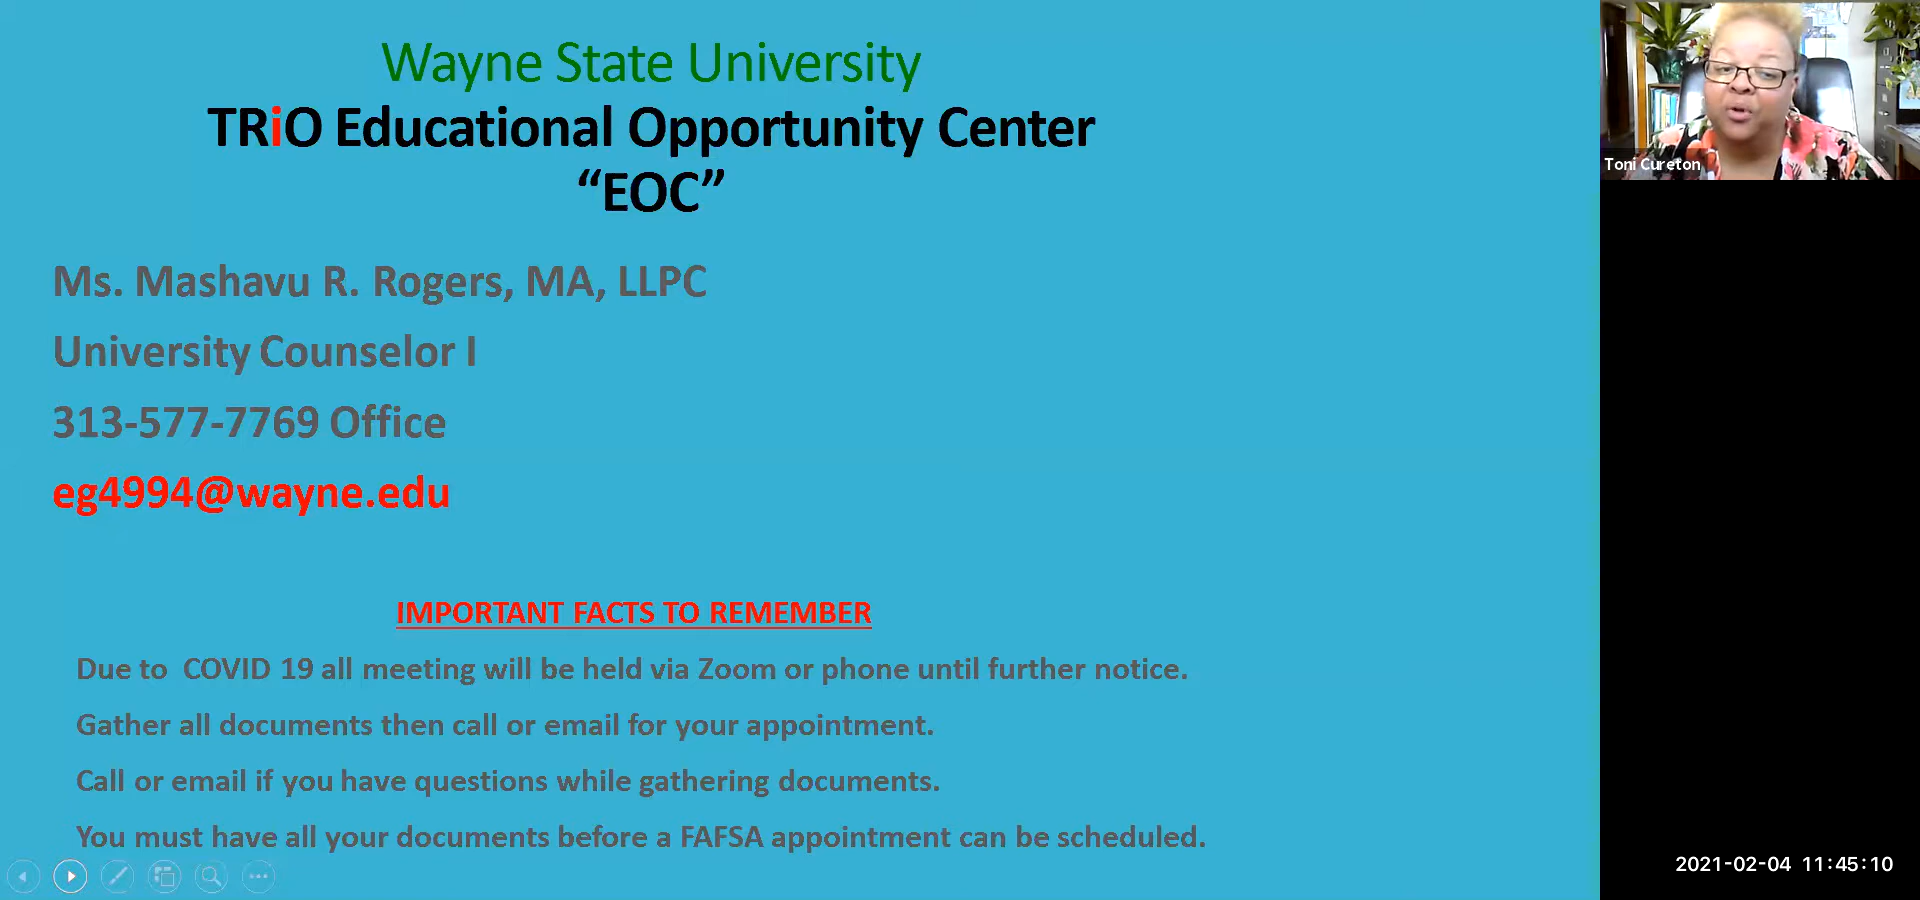 Wayne State University
TRiO Educational Opportunity Center
“EOC”
Ms. Mashavu R. Rogers, MA, LLPC
University Counselor I
313-577-7769 Office
eg4994@wayne.edu
IMPORTANT FACTS TO REMEMBER
Due to  COVID 19 all meeting will be held via Zoom or phone until further notice.
Gather all documents then call or email for your appointment.
Call or email if you have questions while gathering documents.
You must have all your documents before a FAFSA appointment can be scheduled.
Toni Cureton
2021-02-04 11:45:10